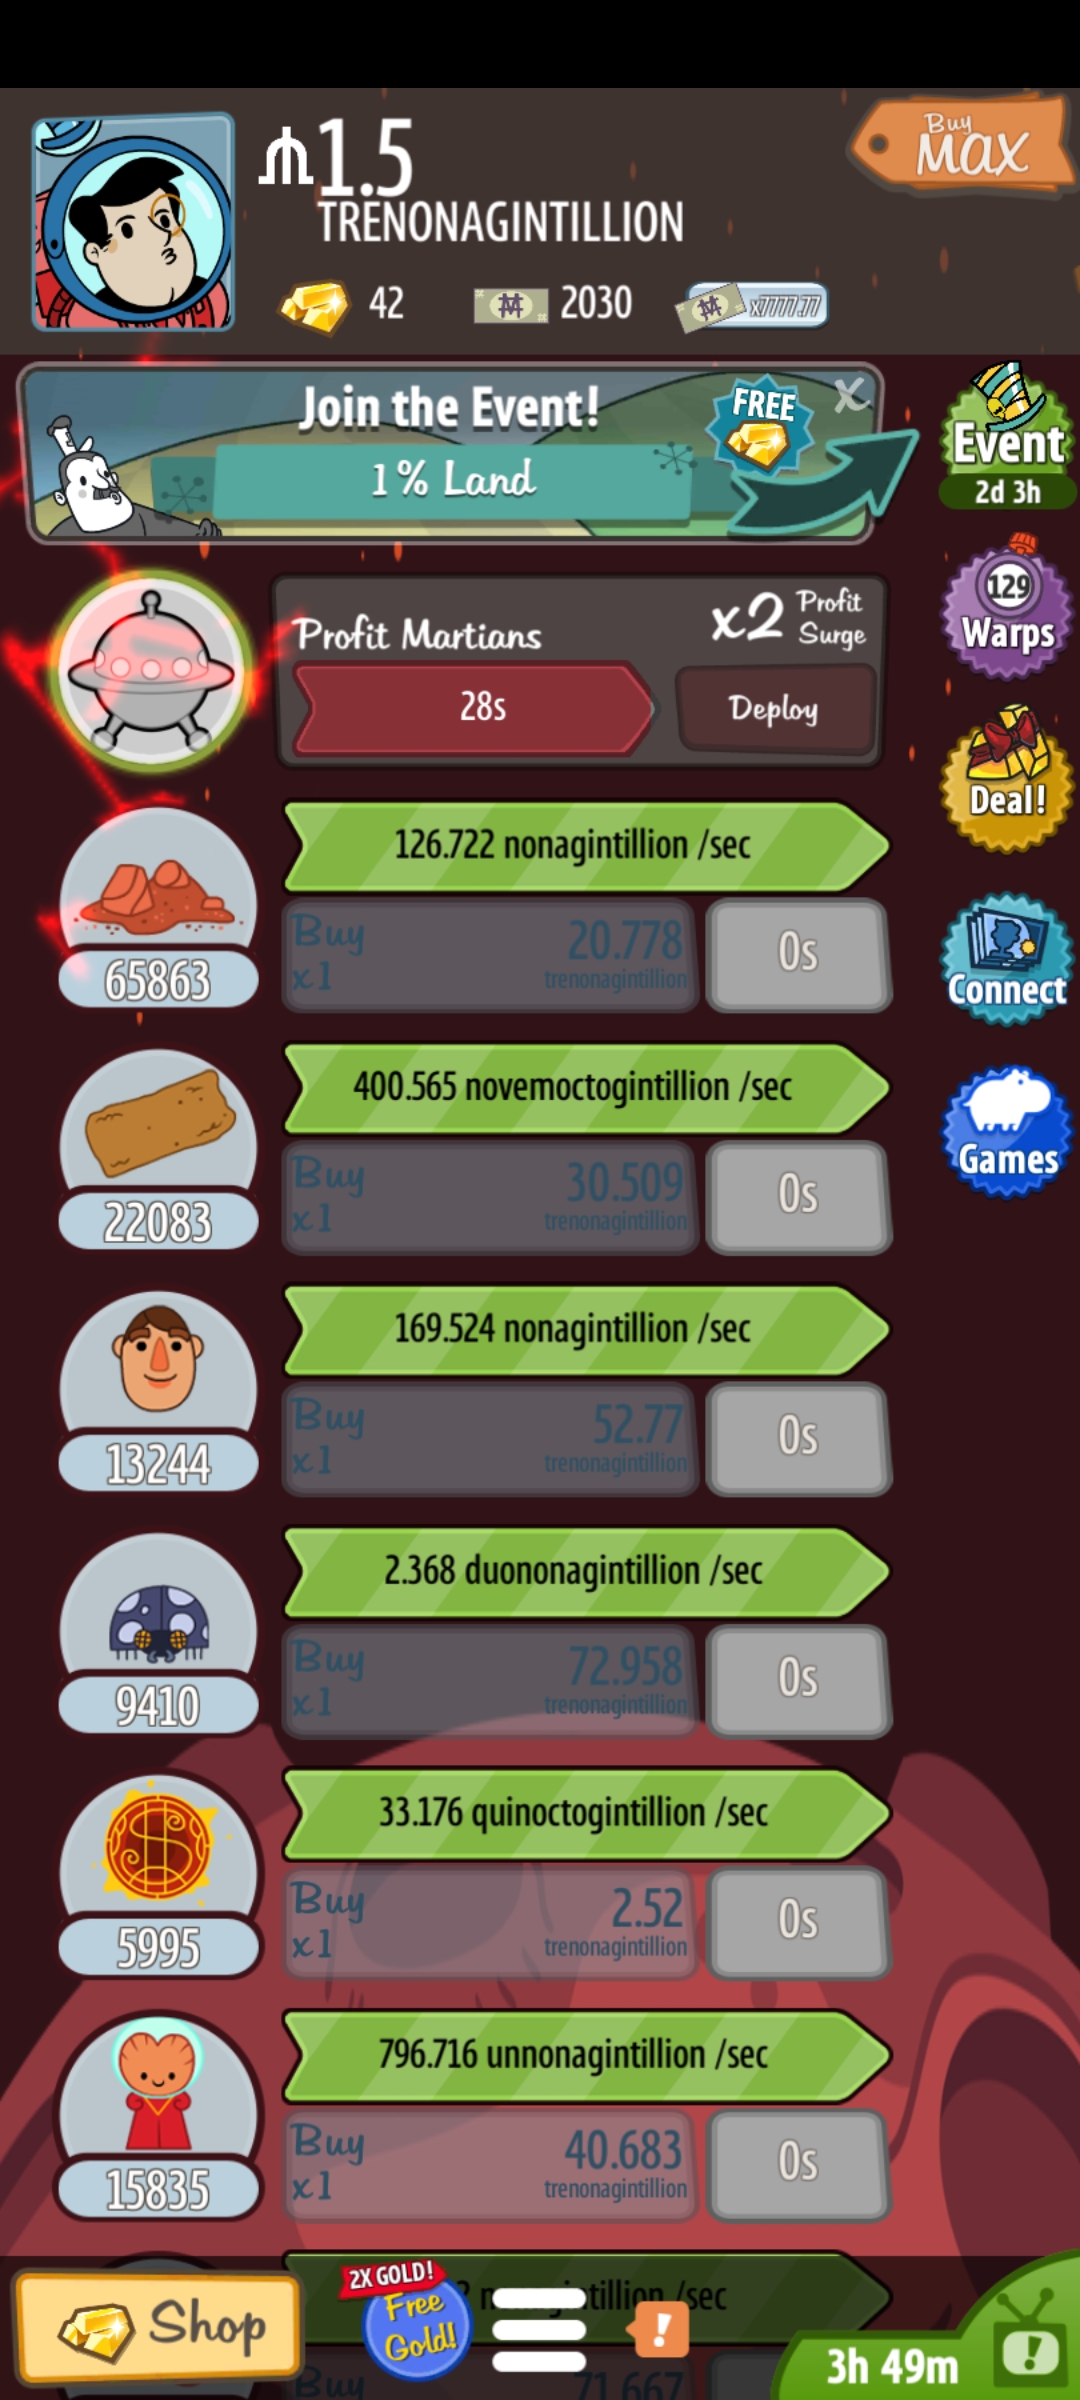 Buy
MAX
1.5
TRENONAGINTILLION
42
2030
x7777.77
Join the Event!
1% Land
FREE
X
Event
2d 3h
129
Warps
Profit Martians
x2 Profit Surge
28s
Deploy
Deal!
126.722 nonagintillion /sec
Buy
x1
20.778
trenonagintillion
0s
65863
Connect
400.565 novemoctogintillion /sec
Buy
x1
30.509
trenonagintillion
0s
22083
Games
169.524 nonagintillion /sec
Buy
x1
52.77
trenonagintillion
0s
13244
2.368 duononagintillion /sec
Buy
x1
72.958
trenonagintillion
0s
9410
33.176 quinoctogintillion /sec
Buy
x1
2.52
trenonagintillion
0s
5995
796.716 unnonagintillion /sec
Buy
x1
40.683
trenonagintillion
0s
15835
/sec
Shop
2X GOLD!
Free
Gold!
!
3h 49m
!
Buy
71.667